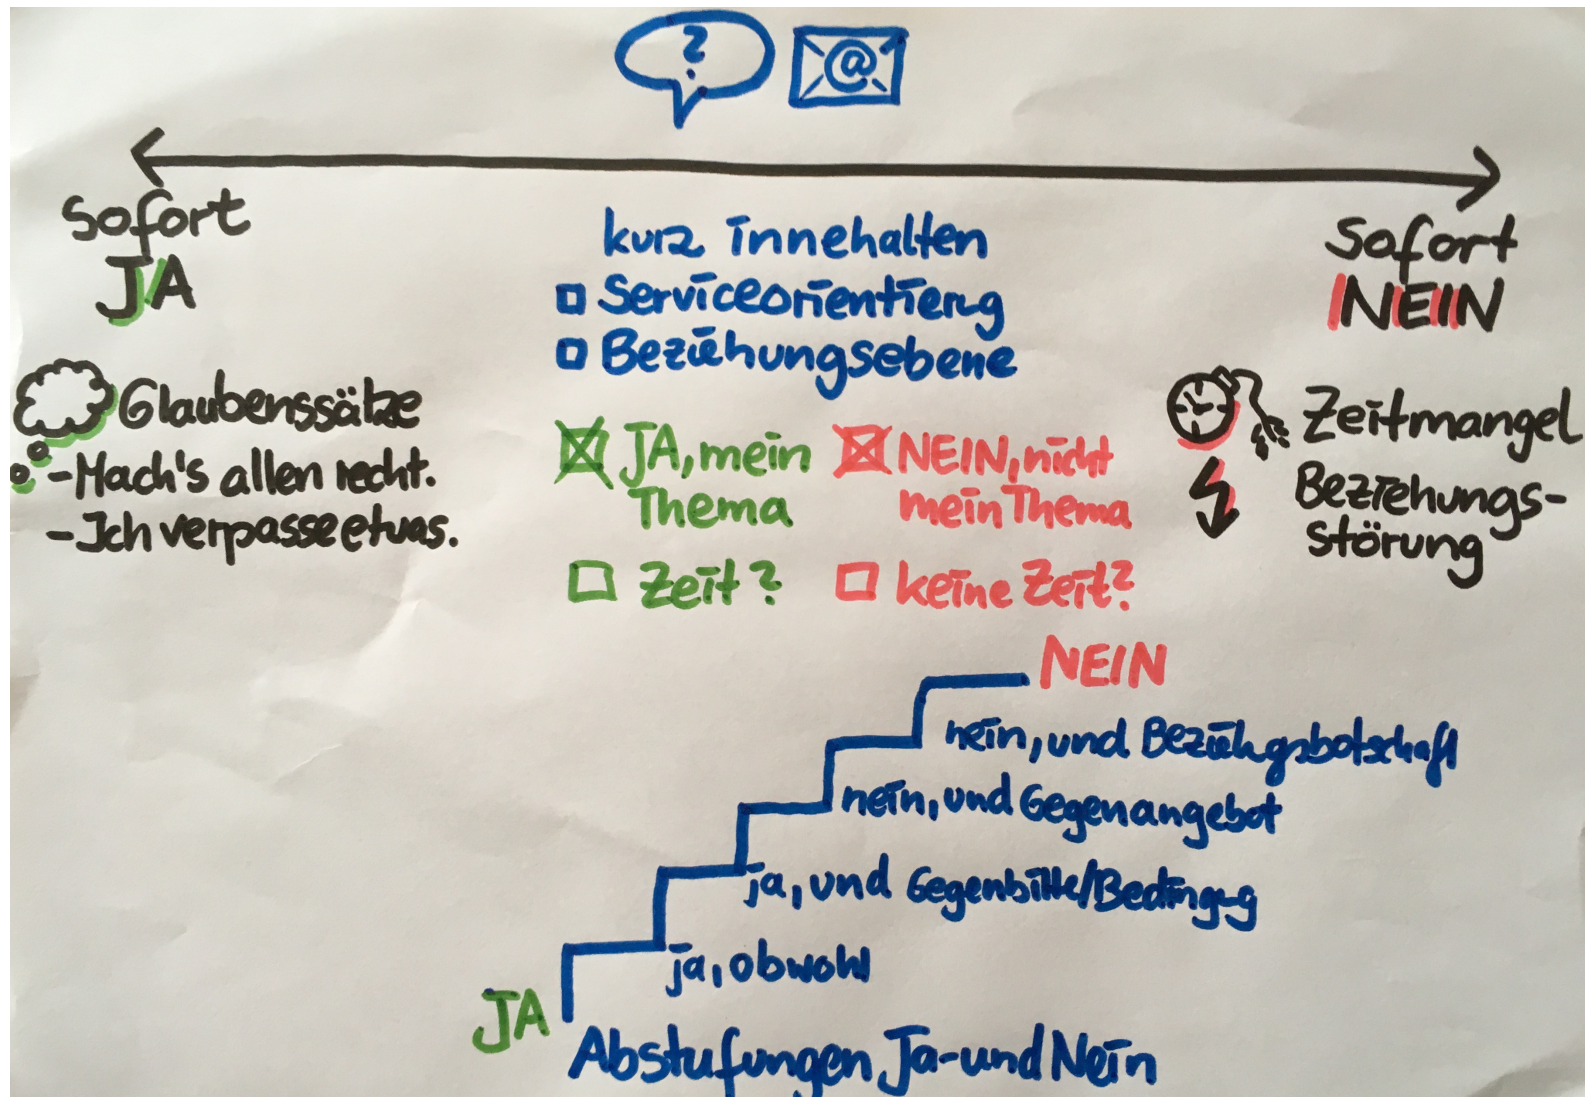 ?
@
Sofort
JA
kurz innehalten
Serviceorientierg
Beziehungsebene
Sofort
NEIN
Glaubenssätze
-Mach's allen recht.
-Ich verpasse etwas.
JA, mein
Thema
NEIN, nicht
mein Thema
Zeit?
keine Zeit?
Zeitmangel
Beziehungs-
störung
NEIN
nein, und Beziehgsbotschaft
nein, und Gegenangebot
ja, und Gegenbitte/Bedingg
ja, obwohl
JA
Abstufungen Ja-und Nein